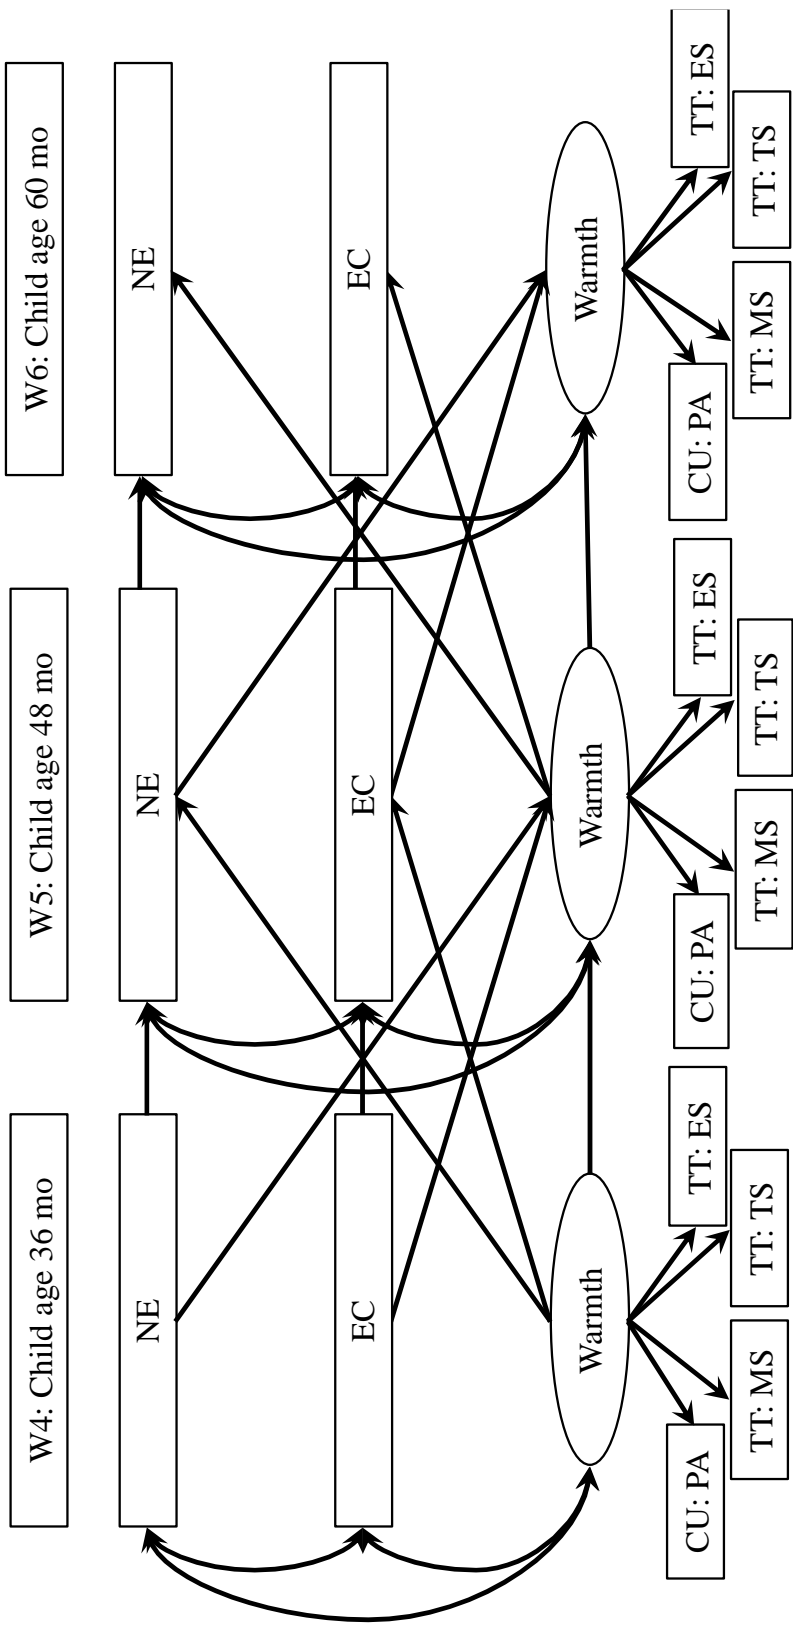 W4: Child age 36 mo
W5: Child age 48 mo
W6: Child age 60 mo
NE
NE
NE
EC
EC
EC
Warmth
Warmth
Warmth
CU: PA
TT: ES
CU: PA
TT: ES
CU: PA
TT: ES
TT: MS
TT: TS
TT: MS
TT: TS
TT: MS
TT: TS